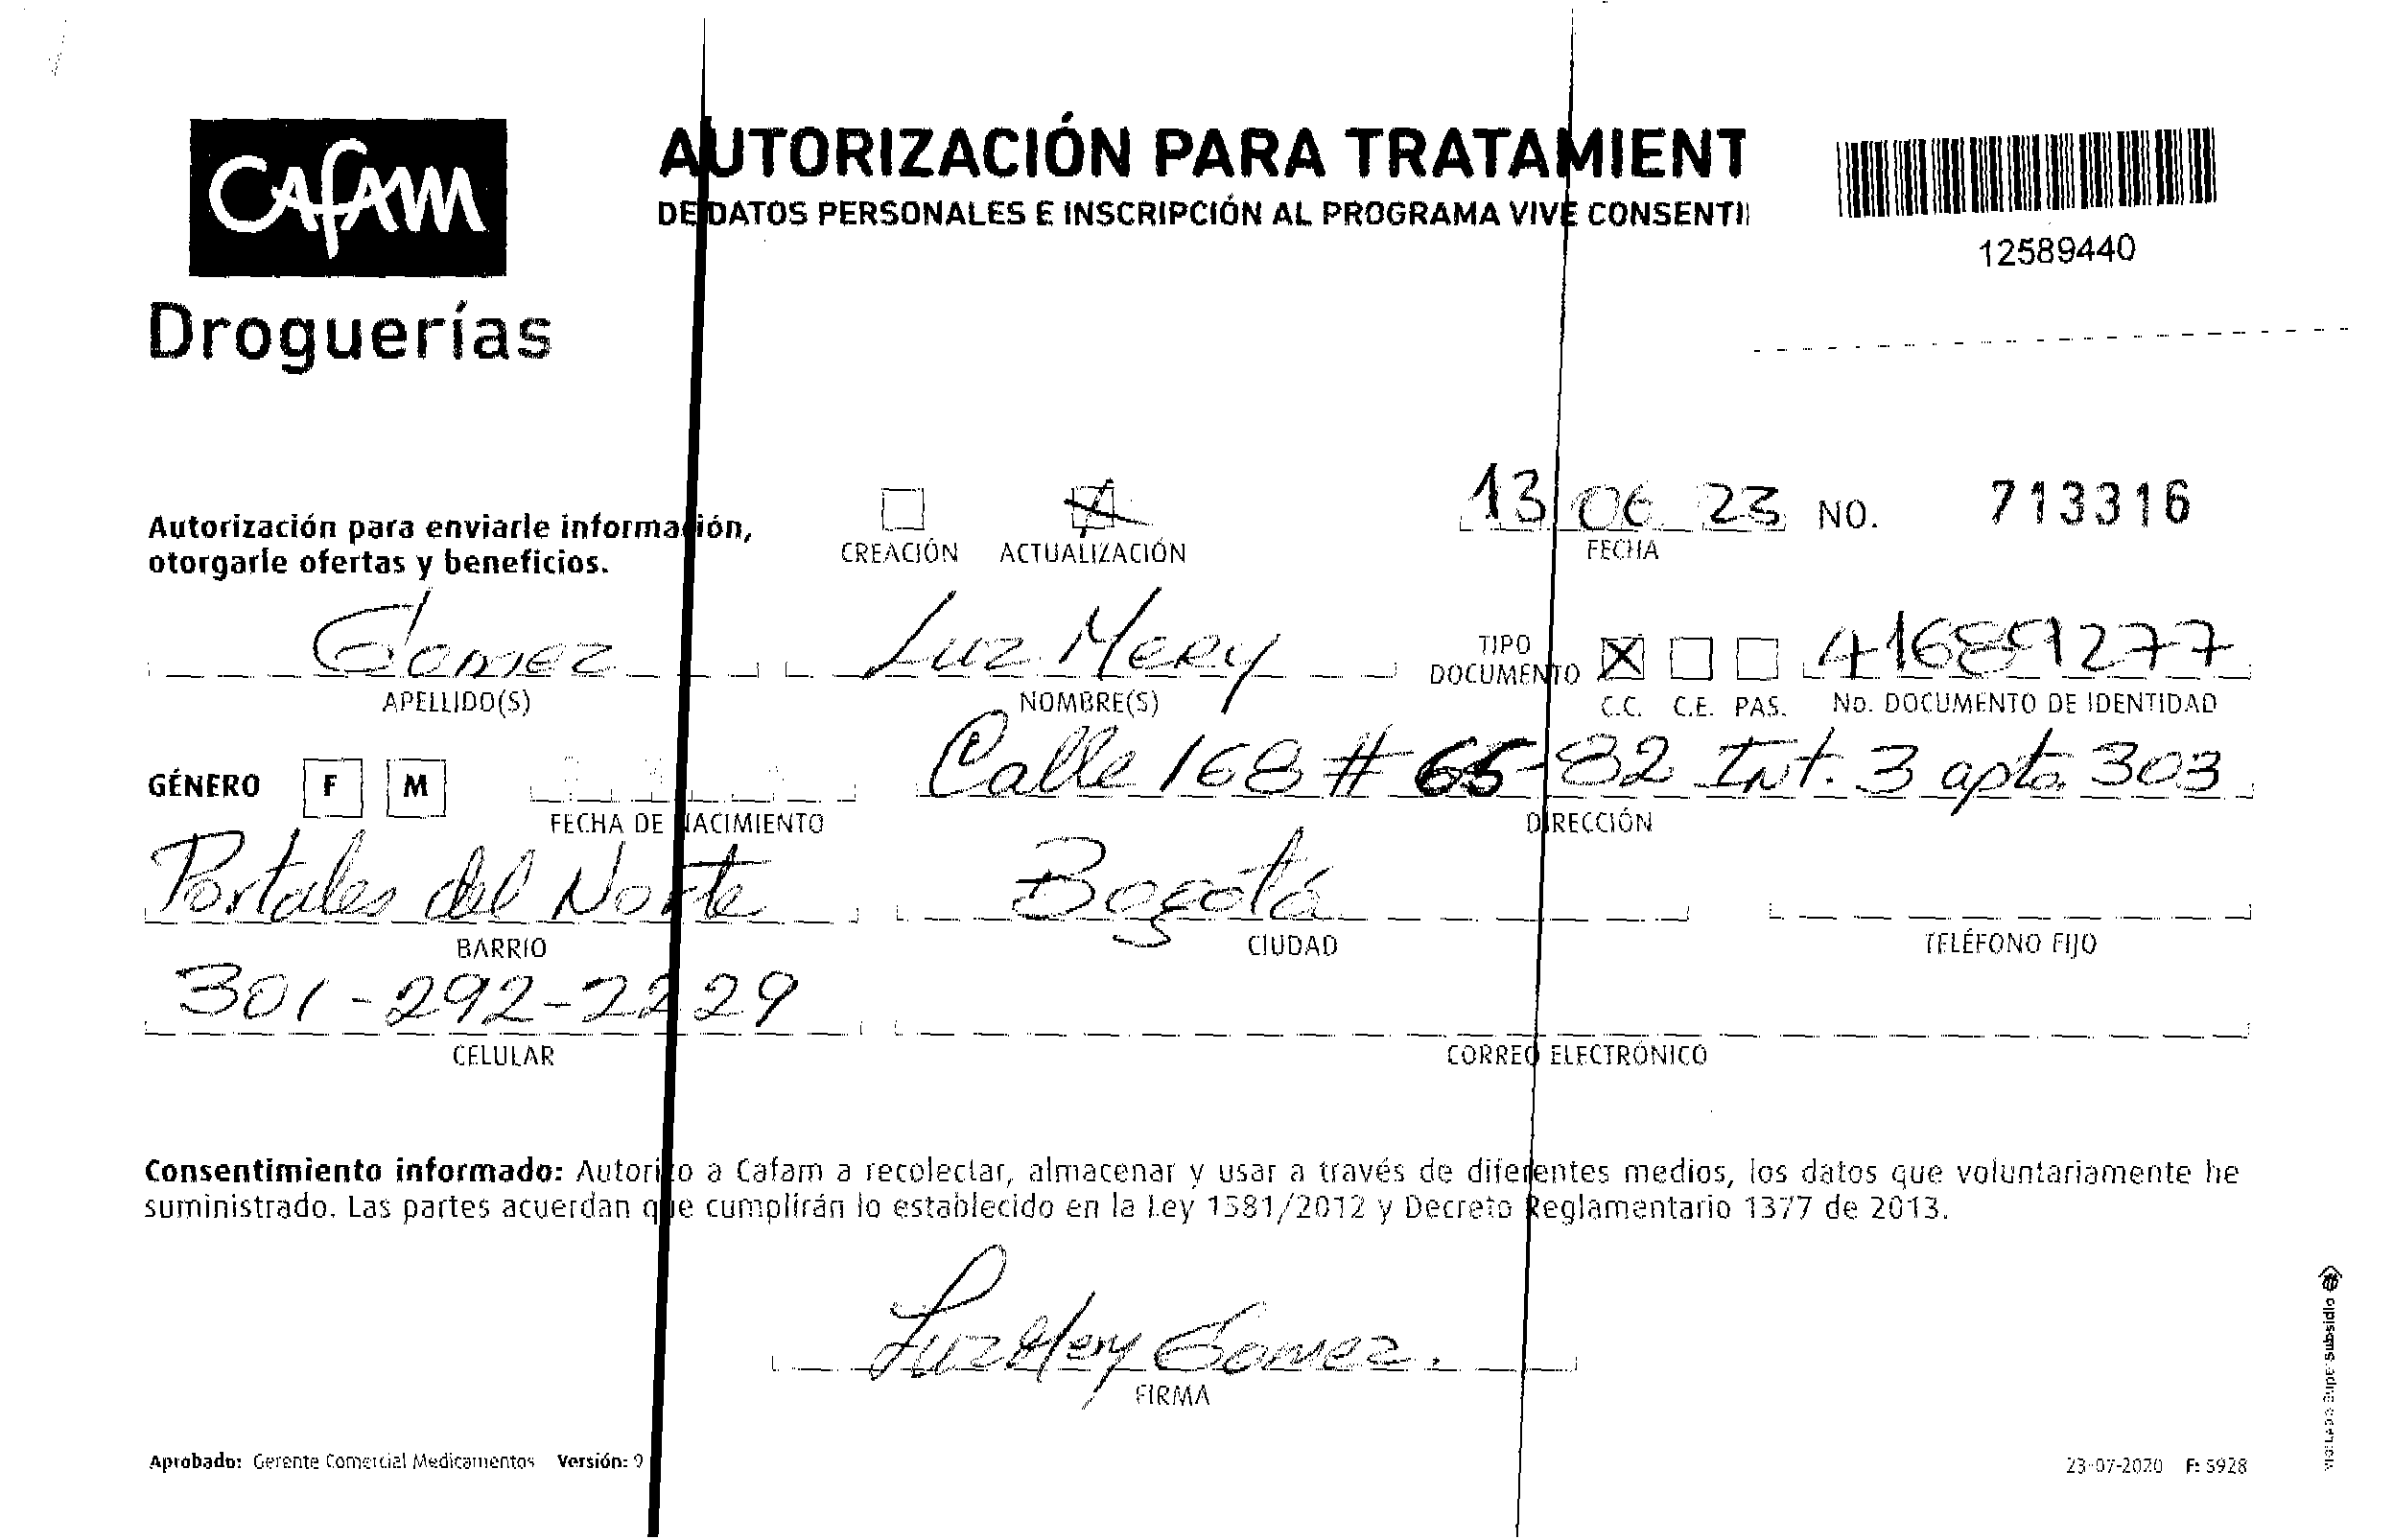 CAFAM
Droguerías
AUTORIZACIÓN PARA TRATAMIENT
DE DATOS PERSONALES E INSCRIPCIÓN AL PROGRAMA VIVE CONSENTI
12589440
Autorización para enviarle información,
otorgarle ofertas y beneficios.
CREACIÓN ACTUALIZACIÓN
13 06 23 NO. 713316
FECHA
Gomez Luz Mery TIPO DOCUMENTO 41689277
APELLIDO(S) NOMBRE(S) C.C. C.E. PAS. No. DOCUMENTO DE IDENTIDAD
GÉNERO F M Calle 168 # 65-82 Int. 3 apto 303
FECHA DE NACIMIENTO DIRECCIÓN
Portales del Norte Bogotá
BARRIO CIUDAD TELÉFONO FIJO
301-292-2229
CELULAR CORREO ELECTRÓNICO
Consentimiento informado: Autorizo a Cafam a recolectar, almacenar y usar a través de diferentes medios, los datos que voluntariamente he
suministrado. Las partes acuerdan que cumplirán lo establecido en la Ley 1581/2012 y Decreto Reglamentario 1377 de 2013.
Luz Mery Gomez.
FIRMA
Aprobado: Gerente Comercial Medicamentos Versión: 9
23-07-2020 F: 5928
VIGILADO SuperSubsidio